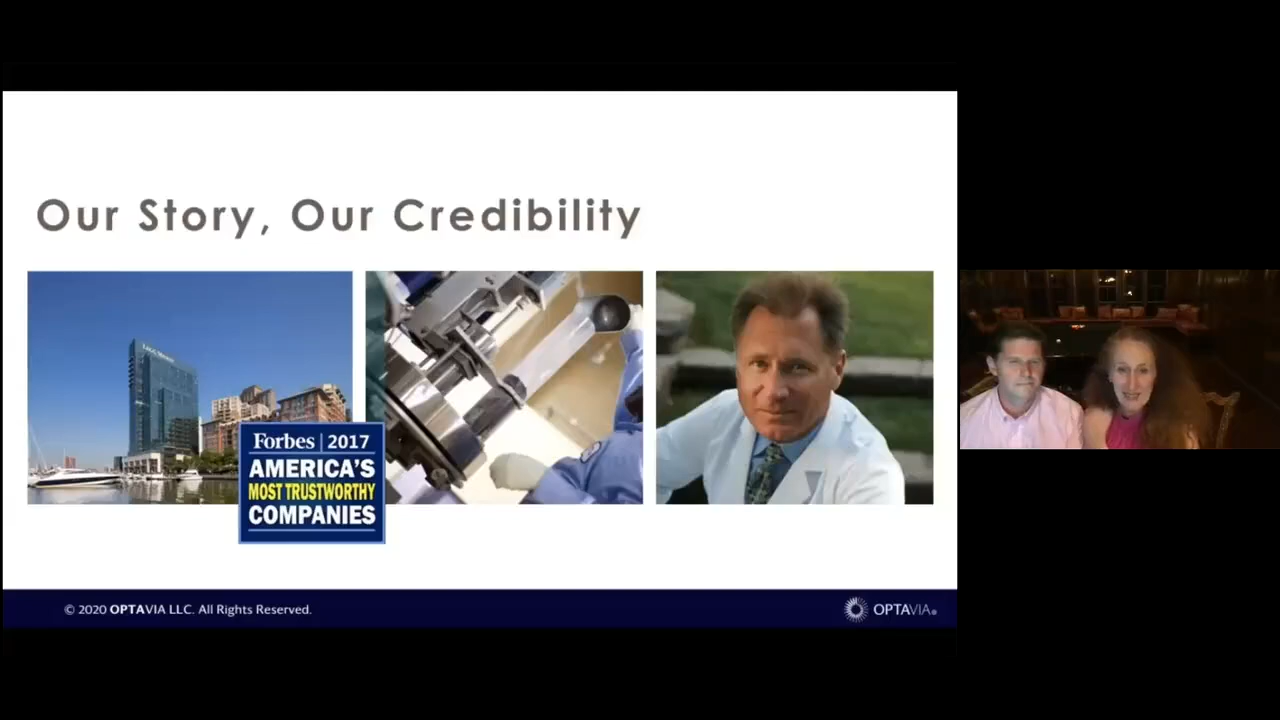 Our Story, Our Credibility
Forbes | 2017
AMERICA'S
MOST TRUSTWORTHY
COMPANIES
© 2020 OPTAVIA LLC. All Rights Reserved.
OPTAVIA